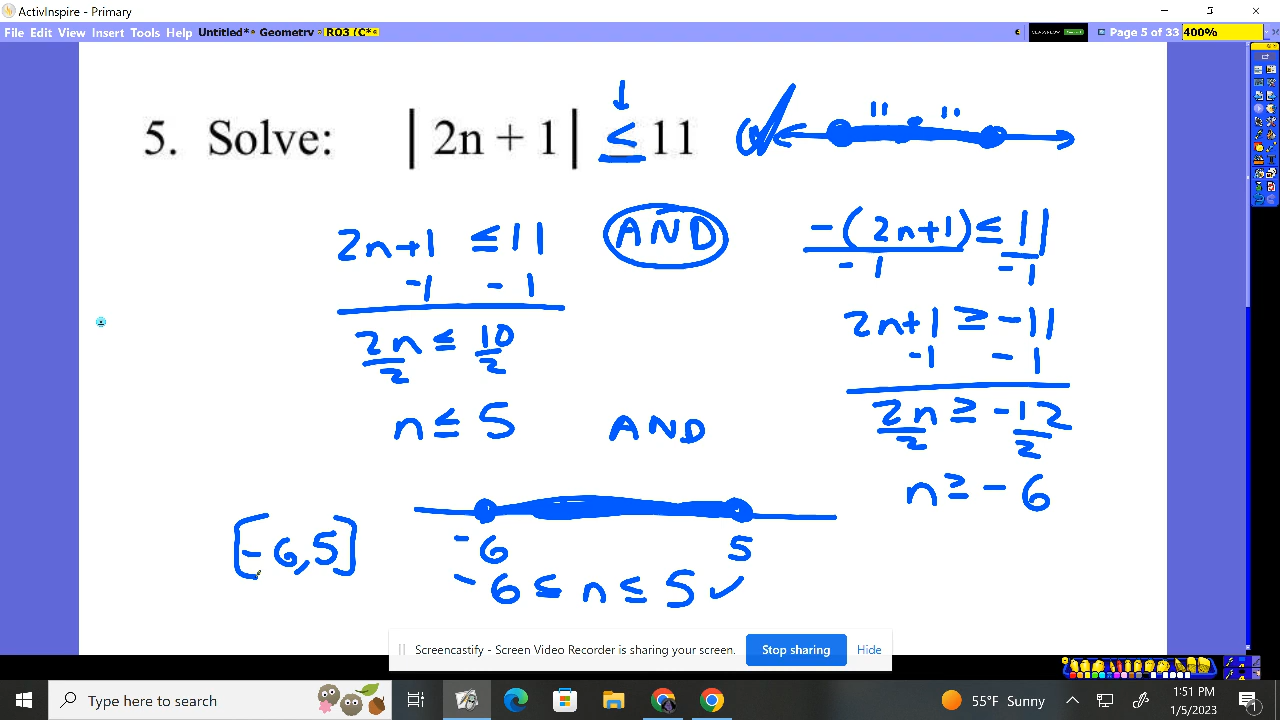 ActivInspire - Primary
File Edit View Insert Tools Help Untitled* Geometry RO3 (C* Page 5 of 33 400%
5. Solve: | 2n + 1 | ≤ 11
2n+1 ≤ 11 AND -(2n+1) ≤ 11
-1 - 1 -1 -1
2n+1 ≥ -11
2n ≤ 10 -1 - 1
2 2
2n ≥ -12
2 2
n ≤ 5 AND
n ≥ - 6
[-6,5] -6 5
-6 ≤ n ≤ 5 ✓
Screencastify - Screen Video Recorder is sharing your screen. Stop sharing Hide
Type here to search 55°F Sunny 1:51 PM
1/5/2023